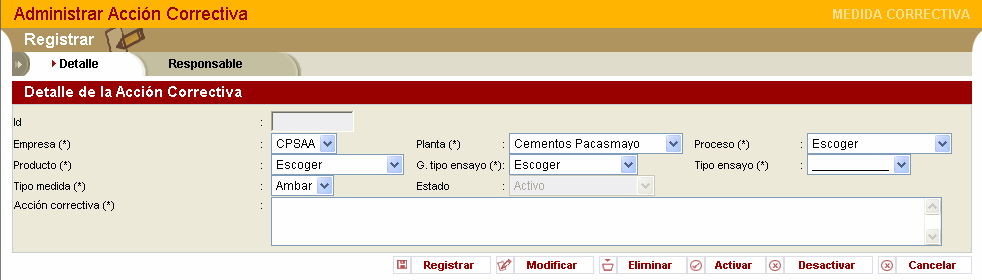 Administrar Acción Correctiva MEDIDA CORRECTIVA
Registrar
Detalle Responsable
Detalle de la Acción Correctiva
Id :
Empresa (*) : CPSAA Planta (*) : Cementos Pacasmayo Proceso (*) : Escoger
Producto (*) : Escoger G. tipo ensayo (*): Escoger Tipo ensayo (*) : ____________
Tipo medida (*) : Ambar Estado : Activo
Acción correctiva (*) :
Registrar Modificar Eliminar Activar Desactivar Cancelar